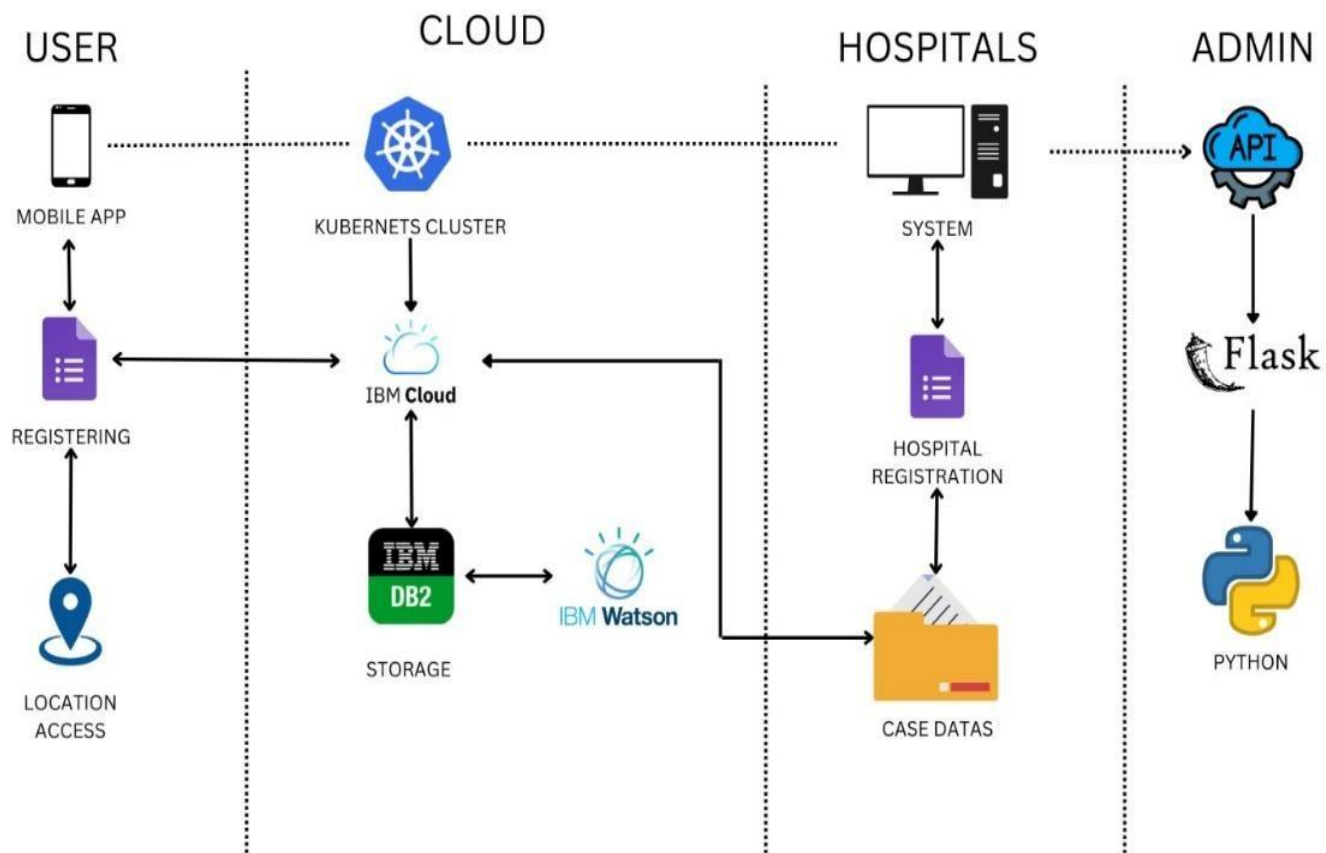 USER
CLOUD
HOSPITALS
ADMIN
API
MOBILE APP
KUBERNETS CLUSTER
SYSTEM
Flask
IBM Cloud
REGISTERING
HOSPITAL
REGISTRATION
IBM
DB2
IBM Watson
STORAGE
PYTHON
LOCATION
ACCESS
CASE DATAS